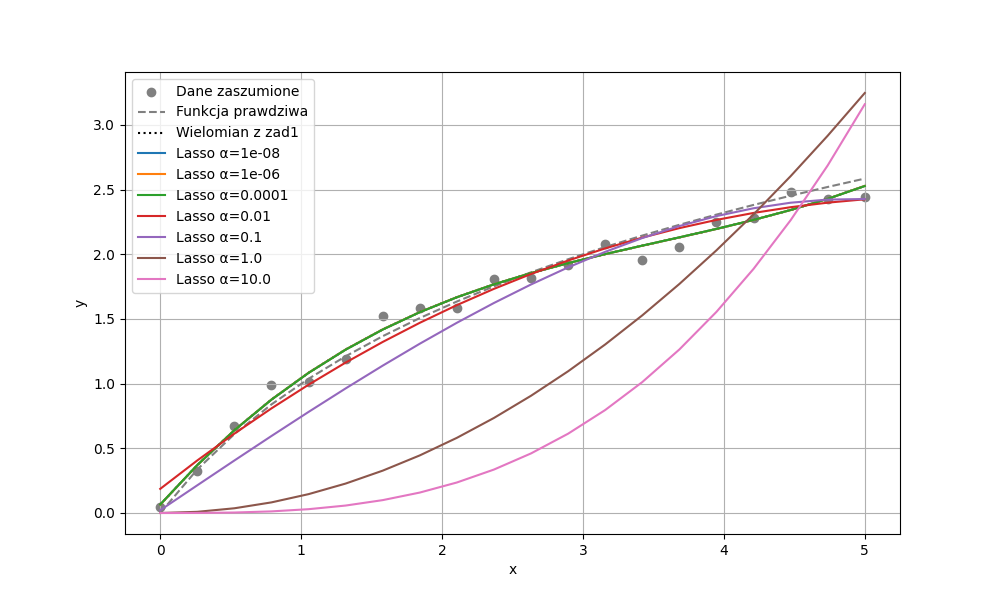 Dane zaszumione
Funkcja prawdziwa
Wielomian z zad1
Lasso α=1e-08
Lasso α=1e-06
Lasso α=0.0001
Lasso α=0.01
Lasso α=0.1
Lasso α=1.0
Lasso α=10.0
3.0
2.5
2.0
1.5
1.0
0.5
0.0
y
0 1 2 3 4 5
x